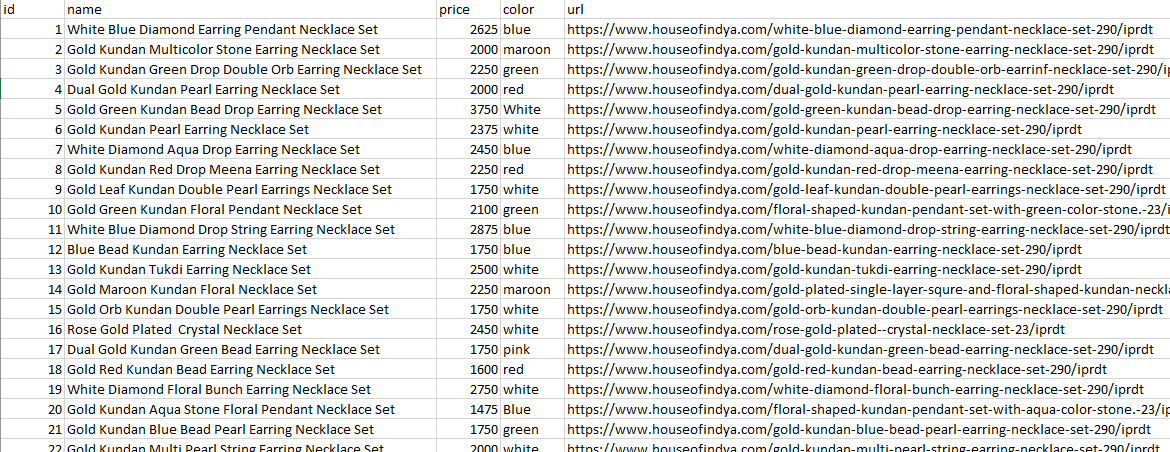 id name price color url
1 White Blue Diamond Earring Pendant Necklace Set 2625 blue https://www.houseofindya.com/white-blue-diamond-earring-pendant-necklace-set-290/iprdt
2 Gold Kundan Multicolor Stone Earring Necklace Set 2000 maroon https://www.houseofindya.com/gold-kundan-multicolor-stone-earring-necklace-set-290/iprdt
3 Gold Kundan Green Drop Double Orb Earring Necklace Set 2250 green https://www.houseofindya.com/gold-kundan-green-drop-double-orb-earrinf-necklace-set-290/ip
4 Dual Gold Kundan Pearl Earring Necklace Set 2000 red https://www.houseofindya.com/dual-gold-kundan-pearl-earring-necklace-set-290/iprdt
5 Gold Green Kundan Bead Drop Earring Necklace Set 3750 White https://www.houseofindya.com/gold-green-kundan-bead-drop-earring-necklace-set-290/iprdt
6 Gold Kundan Pearl Earring Necklace Set 2375 white https://www.houseofindya.com/gold-kundan-pearl-earring-necklace-set-290/iprdt
7 White Diamond Aqua Drop Earring Necklace Set 2450 blue https://www.houseofindya.com/white-diamond-aqua-drop-earring-necklace-set-290/iprdt
8 Gold Kundan Red Drop Meena Earring Necklace Set 2250 red https://www.houseofindya.com/gold-kundan-red-drop-meena-earring-necklace-set-290/iprdt
9 Gold Leaf Kundan Double Pearl Earrings Necklace Set 1750 white https://www.houseofindya.com/gold-leaf-kundan-double-pearl-earrings-necklace-set-290/iprdt
10 Gold Green Kundan Floral Pendant Necklace Set 2100 green https://www.houseofindya.com/floral-shaped-kundan-pendant-set-with-green-color-stone.-23/i
11 White Blue Diamond Drop String Earring Necklace Set 2875 blue https://www.houseofindya.com/white-blue-diamond-drop-string-earring-necklace-set-290/iprdt
12 Blue Bead Kundan Earring Necklace Set 1750 blue https://www.houseofindya.com/blue-bead-kundan-earring-necklace-set-290/iprdt
13 Gold Kundan Tukdi Earring Necklace Set 2500 white https://www.houseofindya.com/gold-kundan-tukdi-earring-necklace-set-290/iprdt
14 Gold Maroon Kundan Floral Necklace Set 2250 maroon https://www.houseofindya.com/gold-plated-single-layer-squre-and-floral-shaped-kundan-neckl
15 Gold Orb Kundan Double Pearl Earrings Necklace Set 1750 white https://www.houseofindya.com/gold-orb-kundan-double-pearl-earrings-necklace-set-290/iprdt
16 Rose Gold Plated  Crystal Necklace Set 2450 white https://www.houseofindya.com/rose-gold-plated--crystal-necklace-set-23/iprdt
17 Dual Gold Kundan Green Bead Earring Necklace Set 1750 pink https://www.houseofindya.com/dual-gold-kundan-green-bead-earring-necklace-set-290/iprdt
18 Gold Red Kundan Bead Earring Necklace Set 1600 red https://www.houseofindya.com/gold-red-kundan-bead-earring-necklace-set-290/iprdt
19 White Diamond Floral Bunch Earring Necklace Set 2750 white https://www.houseofindya.com/white-diamond-floral-bunch-earring-necklace-set-290/iprdt
20 Gold Kundan Aqua Stone Floral Pendant Necklace Set 1475 Blue https://www.houseofindya.com/floral-shaped-kundan-pendant-set-with-aqua-color-stone.-23/ip
21 Gold Kundan Blue Bead Pearl Earring Necklace Set 1750 green https://www.houseofindya.com/gold-kundan-blue-bead-pearl-earring-necklace-set-290/iprdt
22 Gold Kundan Multi Pearl String Earring Necklace Set 2000 white https://www.houseofindya.com/gold-kundan-multi-pearl-string-earring-necklace-set-290/iprdt